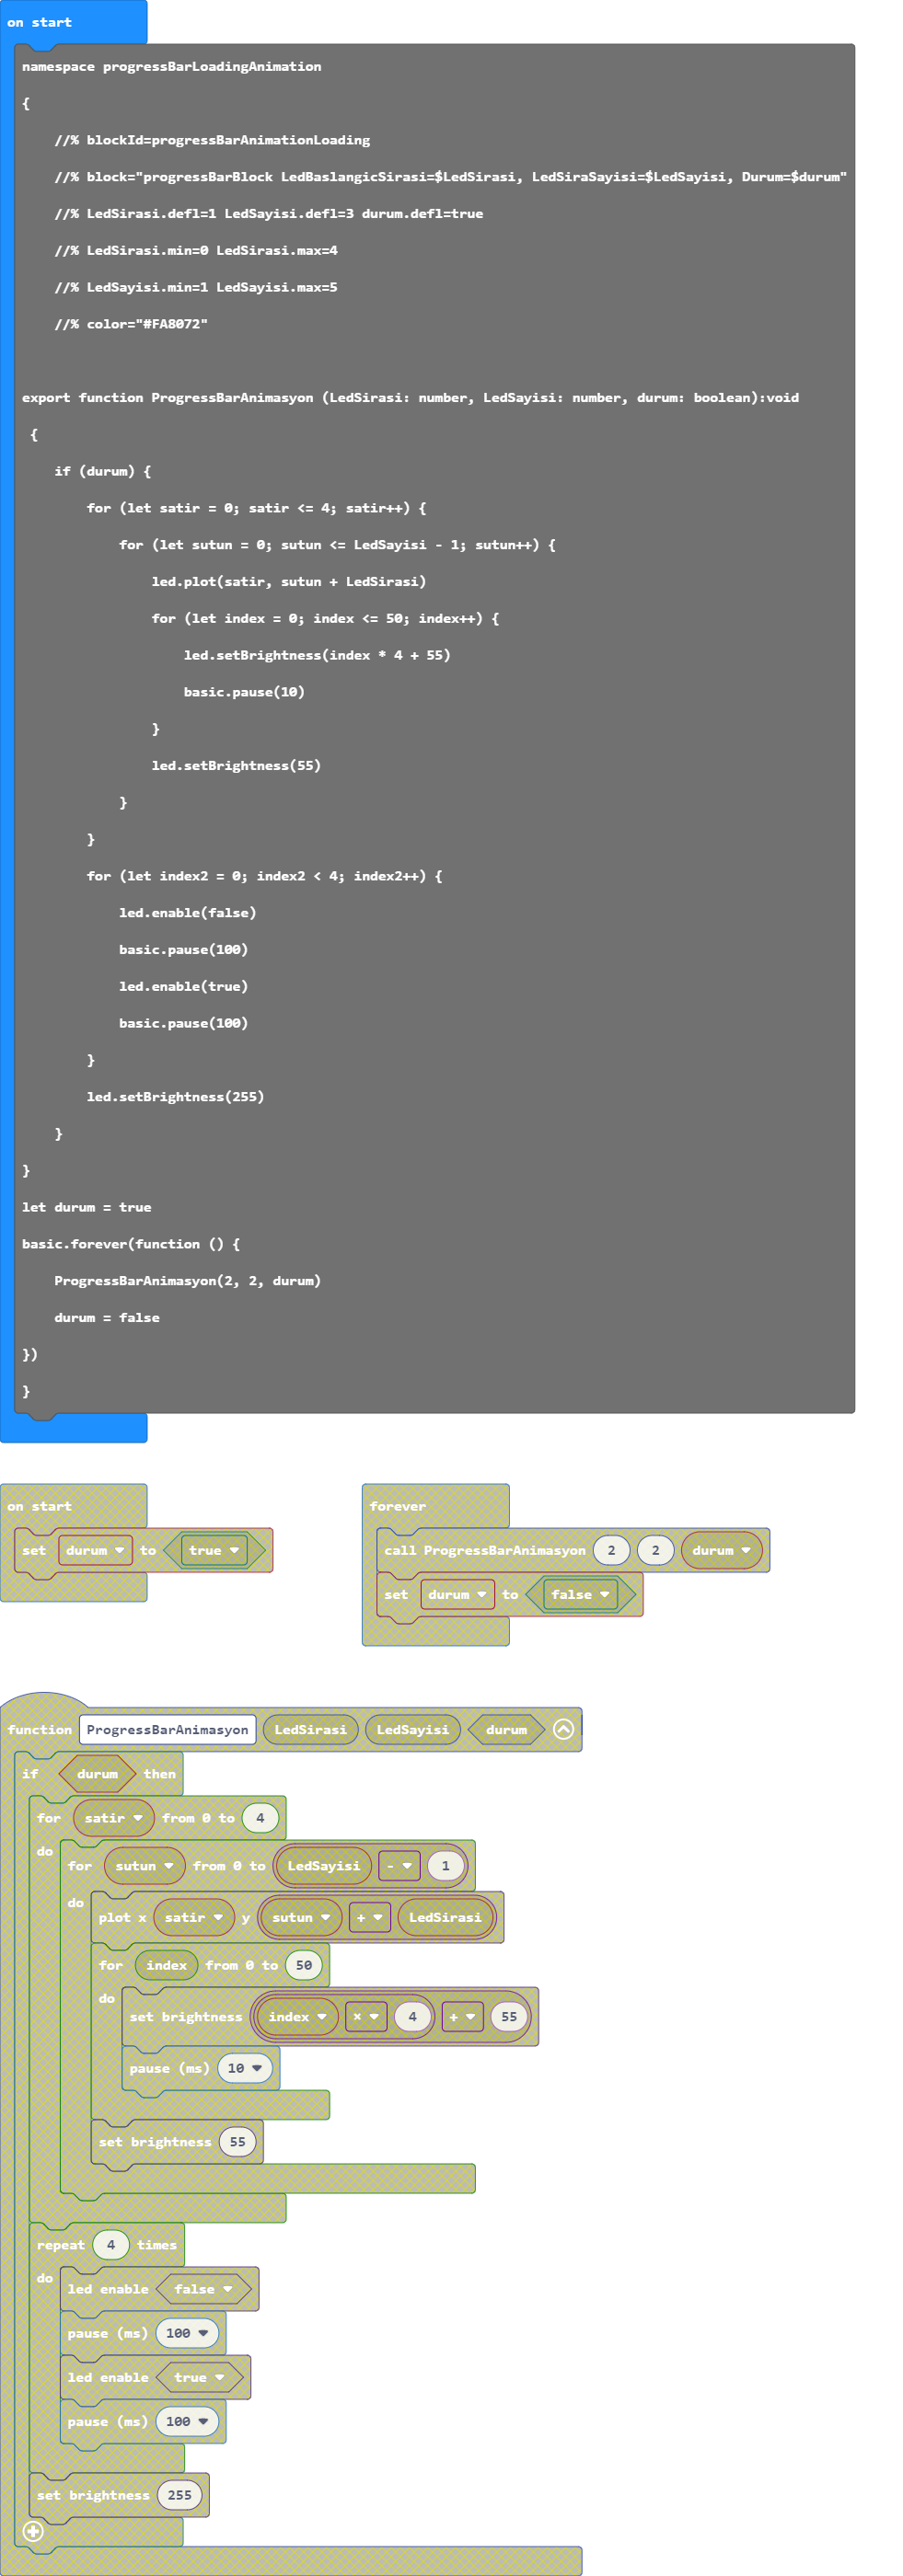 on start
namespace progressBarLoadingAnimation
{
    //% blockId=progressBarAnimationLoading
    //% block="progressBarBlock LedBaslangicSirasi=$LedSirasi, LedSiraSayisi=$LedSayisi, Durum=$durum"
    //% LedSirasi.defl=1 LedSayisi.defl=3 durum.defl=true
    //% LedSirasi.min=0 LedSirasi.max=4
    //% LedSayisi.min=1 LedSayisi.max=5
    //% color="#FA8072"
export function ProgressBarAnimasyon (LedSirasi: number, LedSayisi: number, durum: boolean):void
 {
    if (durum) {
        for (let satir = 0; satir <= 4; satir++) {
            for (let sutun = 0; sutun <= LedSayisi - 1; sutun++) {
                led.plot(satir, sutun + LedSirasi)
                for (let index = 0; index <= 50; index++) {
                    led.setBrightness(index * 4 + 55)
                    basic.pause(10)
                }
                led.setBrightness(55)
            }
        }
        for (let index2 = 0; index2 < 4; index2++) {
            led.enable(false)
            basic.pause(100)
            led.enable(true)
            basic.pause(100)
        }
        led.setBrightness(255)
    }
}
let durum = true
basic.forever(function () {
    ProgressBarAnimasyon(2, 2, durum)
    durum = false
})
}
on start
set durum to true
forever
call ProgressBarAnimasyon 2 2 durum
set durum to false
function ProgressBarAnimasyon LedSirasi LedSayisi durum
if durum then
for satir from 0 to 4
do
for sutun from 0 to LedSayisi - 1
do
plot x satir y sutun + LedSirasi
for index from 0 to 50
do
set brightness index × 4 + 55
pause (ms) 10
set brightness 55
repeat 4 times
do
led enable false
pause (ms) 100
led enable true
pause (ms) 100
set brightness 255